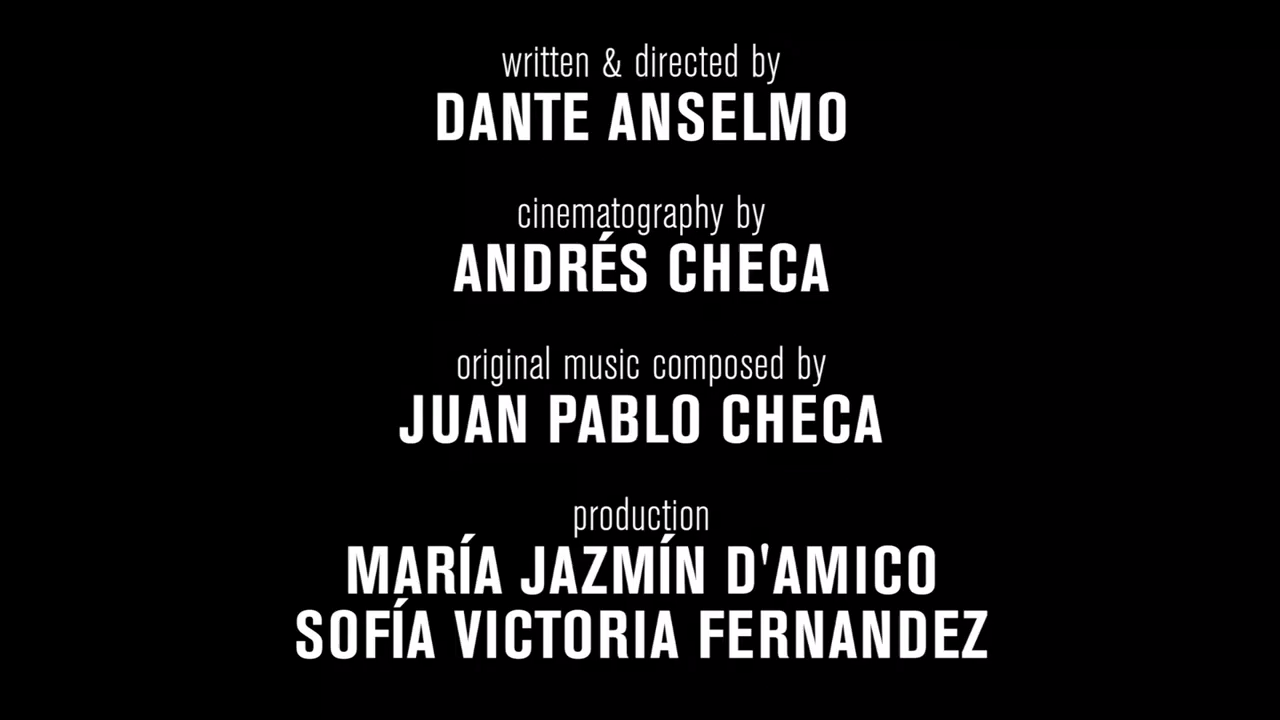 written & directed by
DANTE ANSELMO
cinematography by
ANDRÉS CHECA
original music composed by
JUAN PABLO CHECA
production
MARÍA JAZMÍN D'AMICO
SOFÍA VICTORIA FERNANDEZ